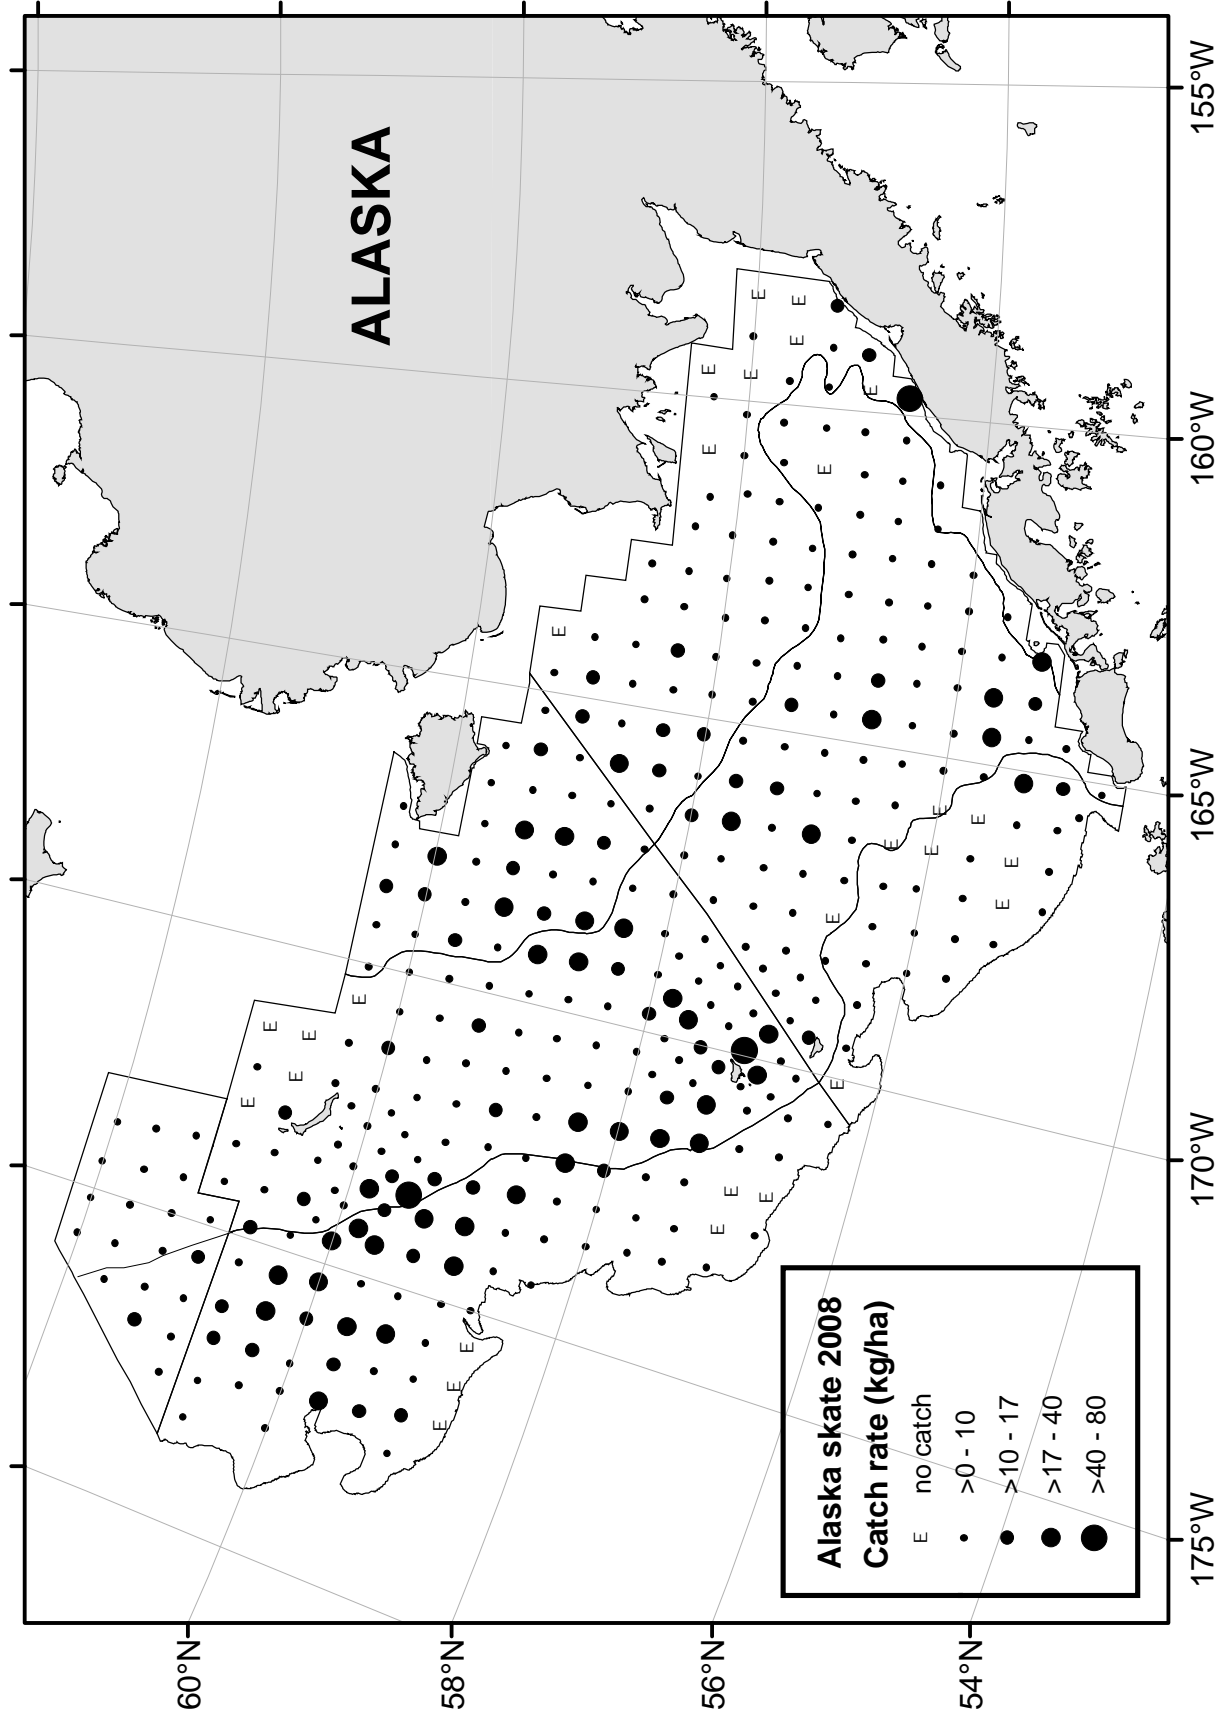 ALASKA
60°N
58°N
56°N
54°N
Alaska skate 2008
Catch rate (kg/ha)
E no catch
>0 - 10
>10 - 17
>17 - 40
>40 - 80
175°W
170°W
165°W
160°W
155°W